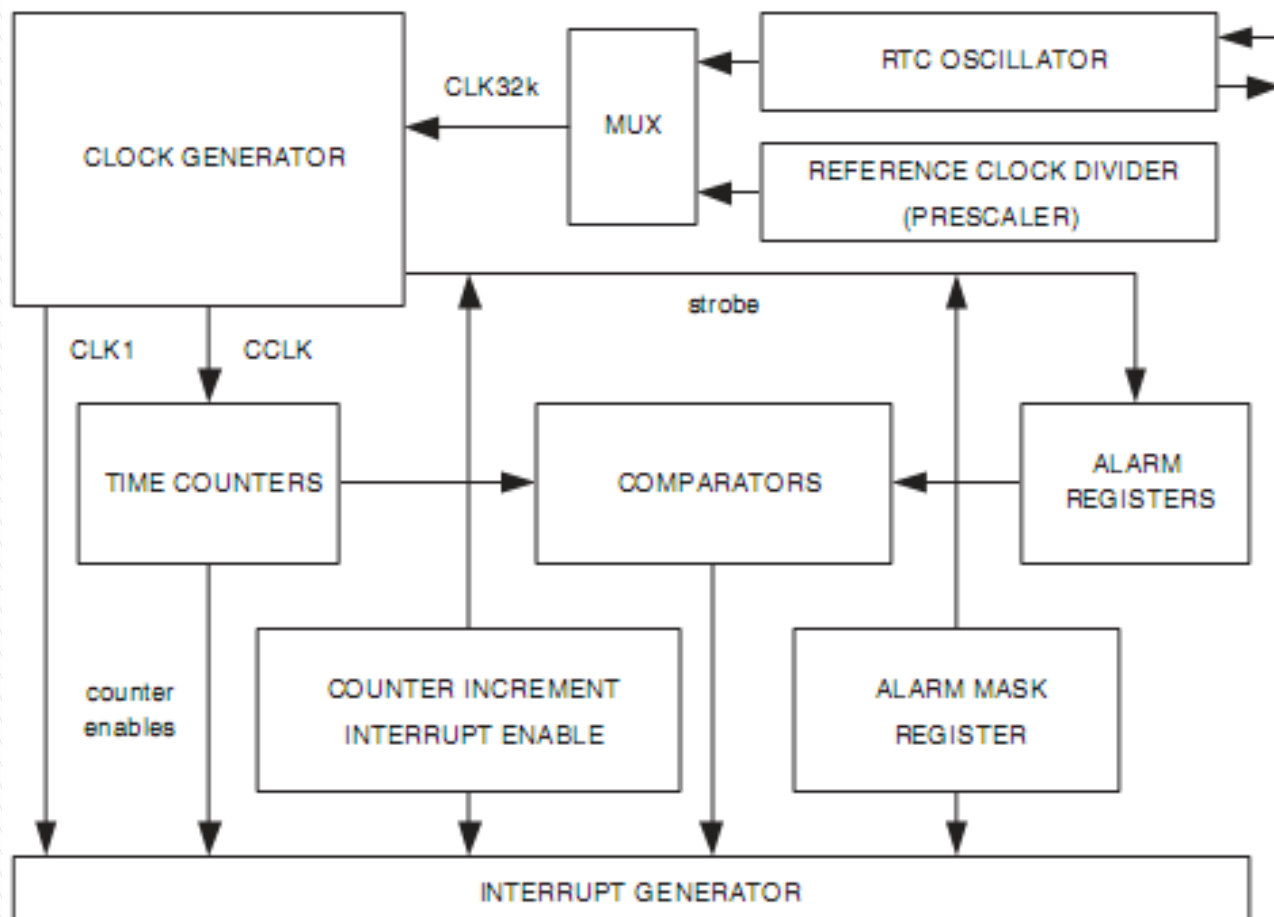 RTC OSCILLATOR
CLK32k
MUX
CLOCK GENERATOR
REFERENCE CLOCK DIVIDER
(PRESCALER)
strobe
CLK1
CCLK
TIME COUNTERS
COMPARATORS
ALARM
REGISTERS
counter
enables
COUNTER INCREMENT
INTERRUPT ENABLE
ALARM MASK
REGISTER
INTERRUPT GENERATOR